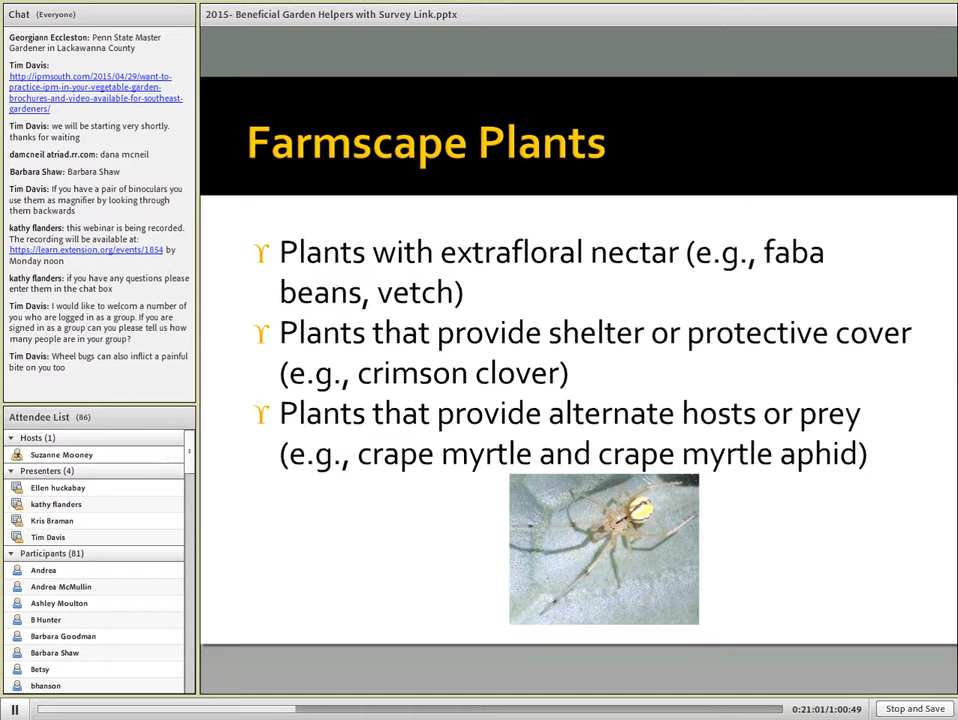 Chat (Everyone)
Georgiann Eccleston: Penn State Master
Gardener in Lackawanna County
Tim Davis:
http://ipmsouth.com/2015/04/29/want-to-
practice-ipm-in-your-vegetable-garden-
brochures-and-video-available-for-southeast-
gardeners/
Tim Davis: we will be starting very shortly.
thanks for waiting
damcneil atriad.rr.com: dana mcneil
Barbara Shaw: Barbara Shaw
Tim Davis: If you have a pair of binoculars you
use them as magnifier by looking through
them backwards
kathy flanders: this webinar is being recorded.
The recording will be available at:
https://learn.extension.org/events/1854 by
Monday noon
kathy flanders: if you have any questions please
enter them in the chat box
Tim Davis: I would like to welcom a number of
you who are logged in as a group. If you are
signed in as a group can you please tell us how
many people are in your group?
Tim Davis: Wheel bugs can also inflict a painful
bite on you too
Attendee List (86)
Hosts (1)
Suzanne Mooney
Presenters (4)
Ellen huckabay
kathy flanders
Kris Braman
Tim Davis
Participants (81)
Andrea
Andrea McMullin
Ashley Moulton
B Hunter
Barbara Goodman
Barbara Shaw
Betsy
bhanson
2015- Beneficial Garden Helpers with Survey Link.pptx
Farmscape Plants
Plants with extrafloral nectar (e.g., faba
beans, vetch)
Plants that provide shelter or protective cover
(e.g., crimson clover)
Plants that provide alternate hosts or prey
(e.g., crape myrtle and crape myrtle aphid)
0:21:01/1:00:49
Stop and Save